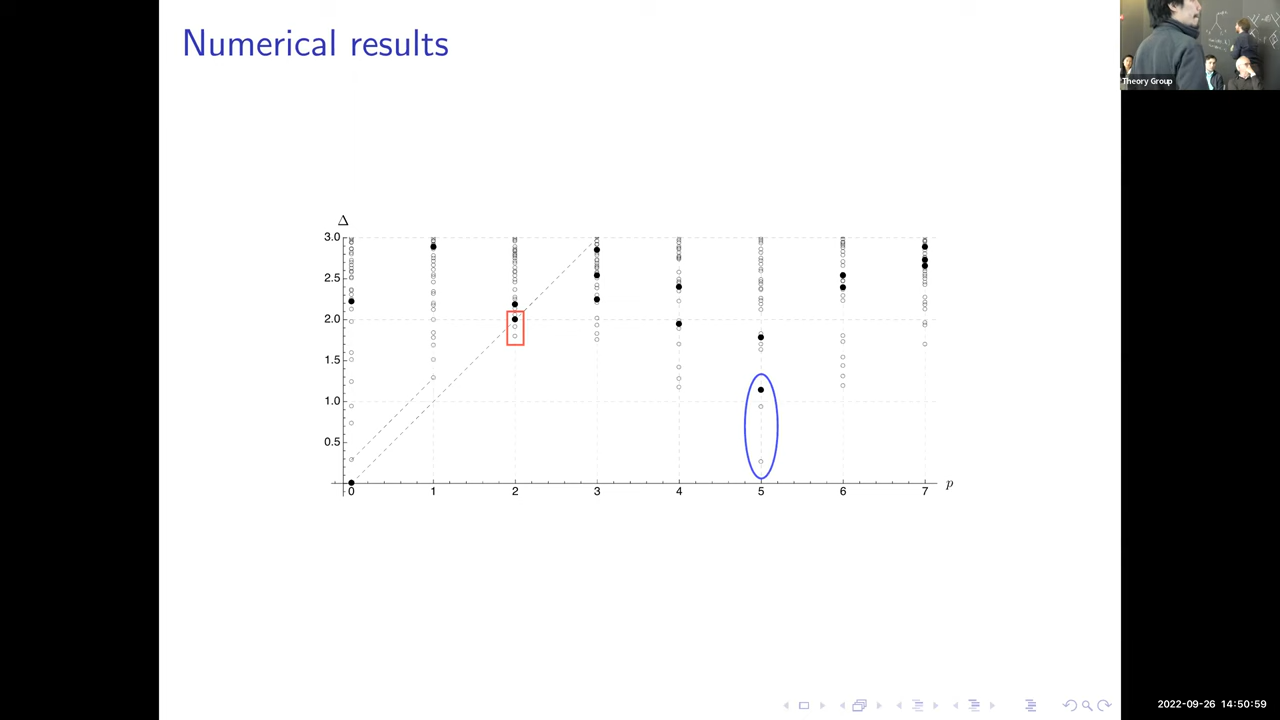 Numerical results
Theory Group
Δ
3.0
2.5
2.0
1.5
1.0
0.5
0 1 2 3 4 5 6 7 p
2022-02-26 14:50:59